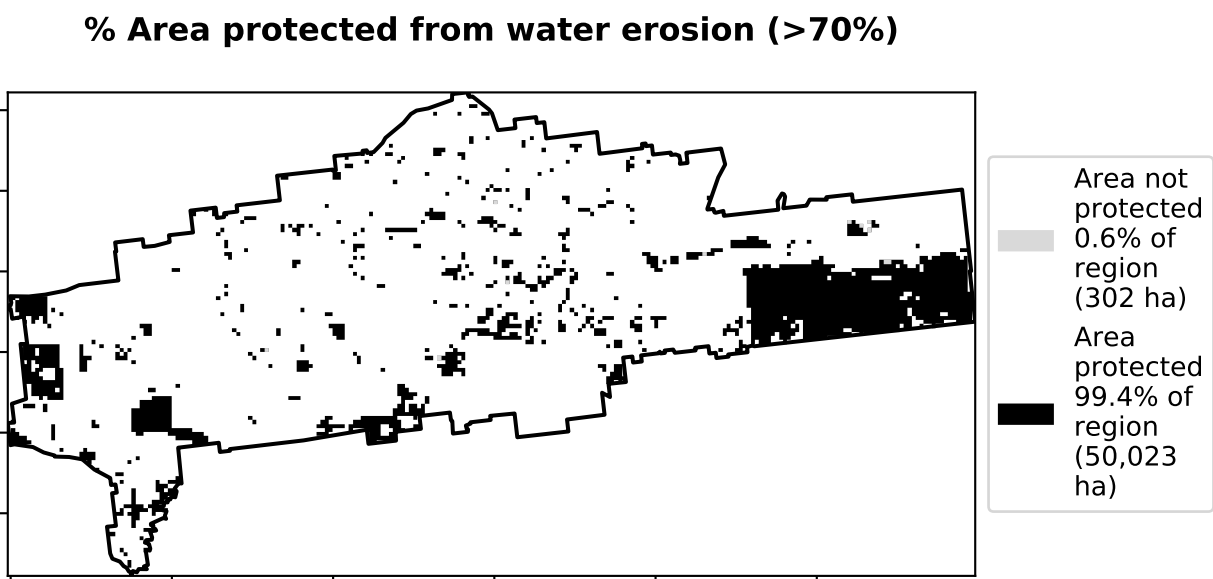 % Area protected from water erosion (>70%)
Area not
protected
0.6% of
region
(302 ha)
Area
protected
99.4% of
region
(50,023
ha)